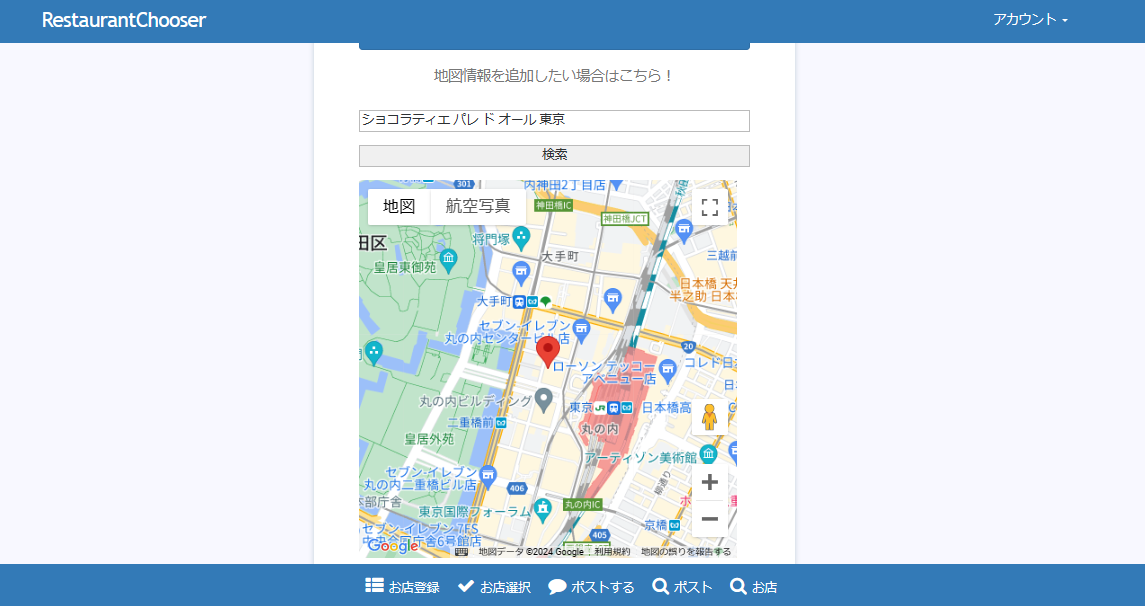 RestaurantChooser
アカウント
地図情報を追加したい場合はこちら！
ショコラティエ パレ ド オール 東京
検索
301
内神田2丁目店
地図
航空写真
神田橋IC
神田橋JCT
将門塚
田区
大手町
皇居東御苑
三越前
日本橋 天丼
半之助 日本
大手町
セブン-イレブン
丸の内センタービル店
20
ローソン テッコー
アベニュー店
コレド日
丸の内ビルディング
東京
JR
日本橋高
二重橋前
丸の内
皇居外苑
アーティゾン美術館
セブン-イレブン
丸の内二重橋ビル店
406
柳通り
本部庁舎
東京国際フォーラム
丸の内IC
405
京橋
セブン-イレブン 7FS
中央合同庁舎6号館店
Google
地図データ ©2024 Google
利用規約
地図の誤りを報告する
お店登録
お店選択
ポストする
ポスト
お店